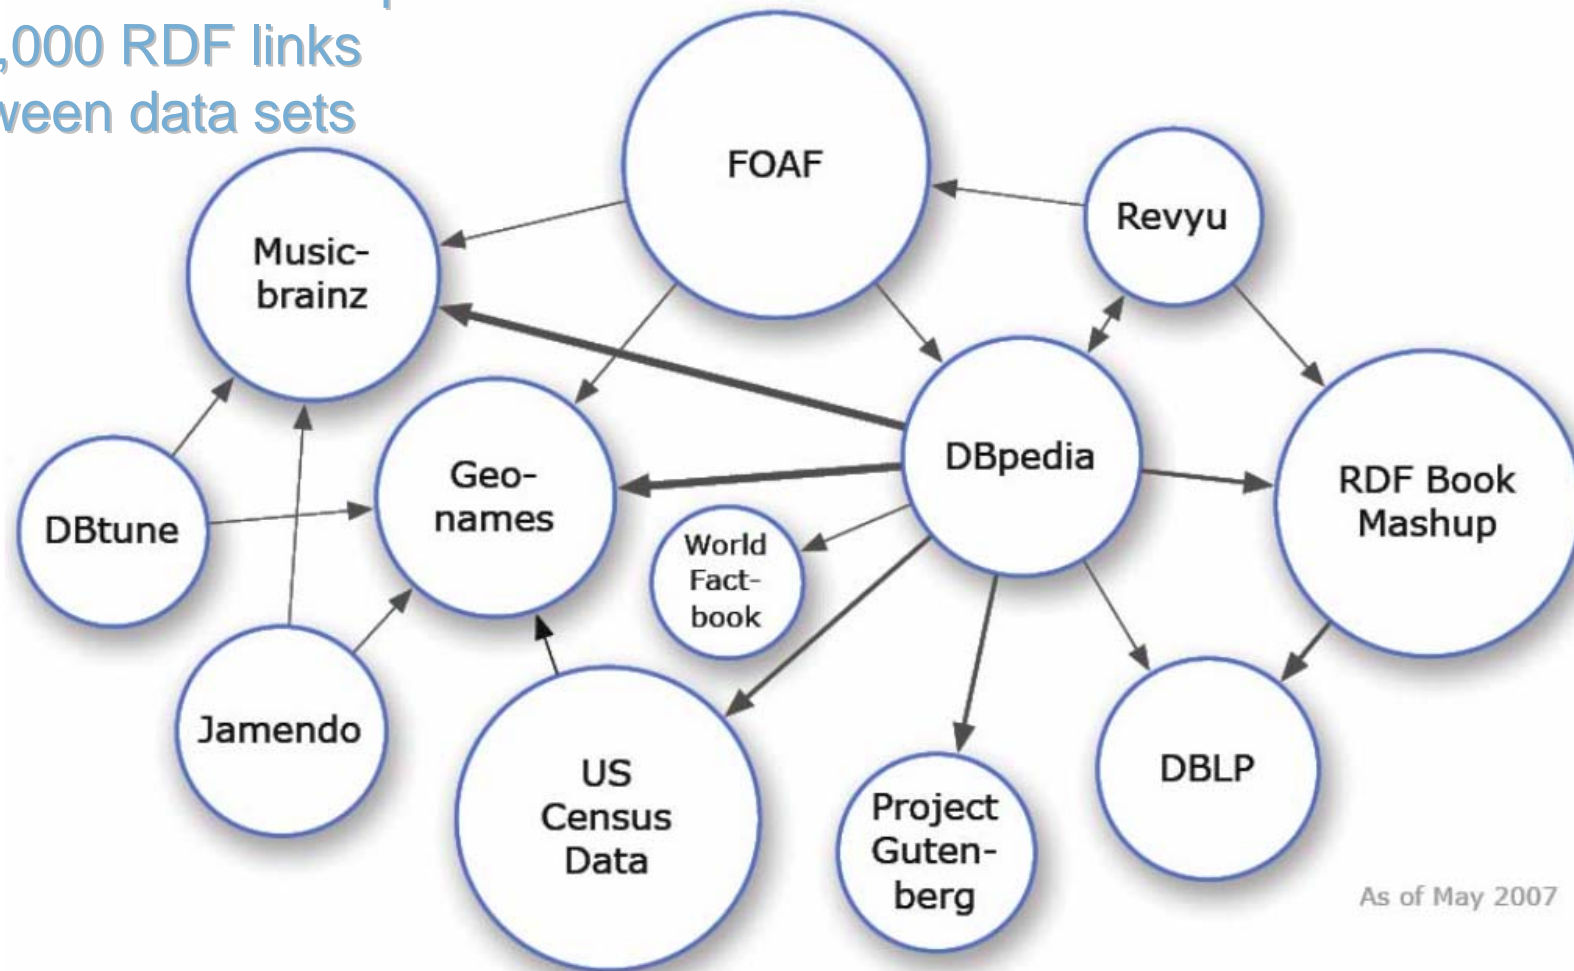 ,000 RDF links
ween data sets
FOAF
Revyu
Music-
brainz
DBpedia
Geo-
names
RDF Book
Mashup
DBtune
World
Fact-
book
Jamendo
US
Census
Data
Project
Guten-
berg
DBLP
As of May 2007